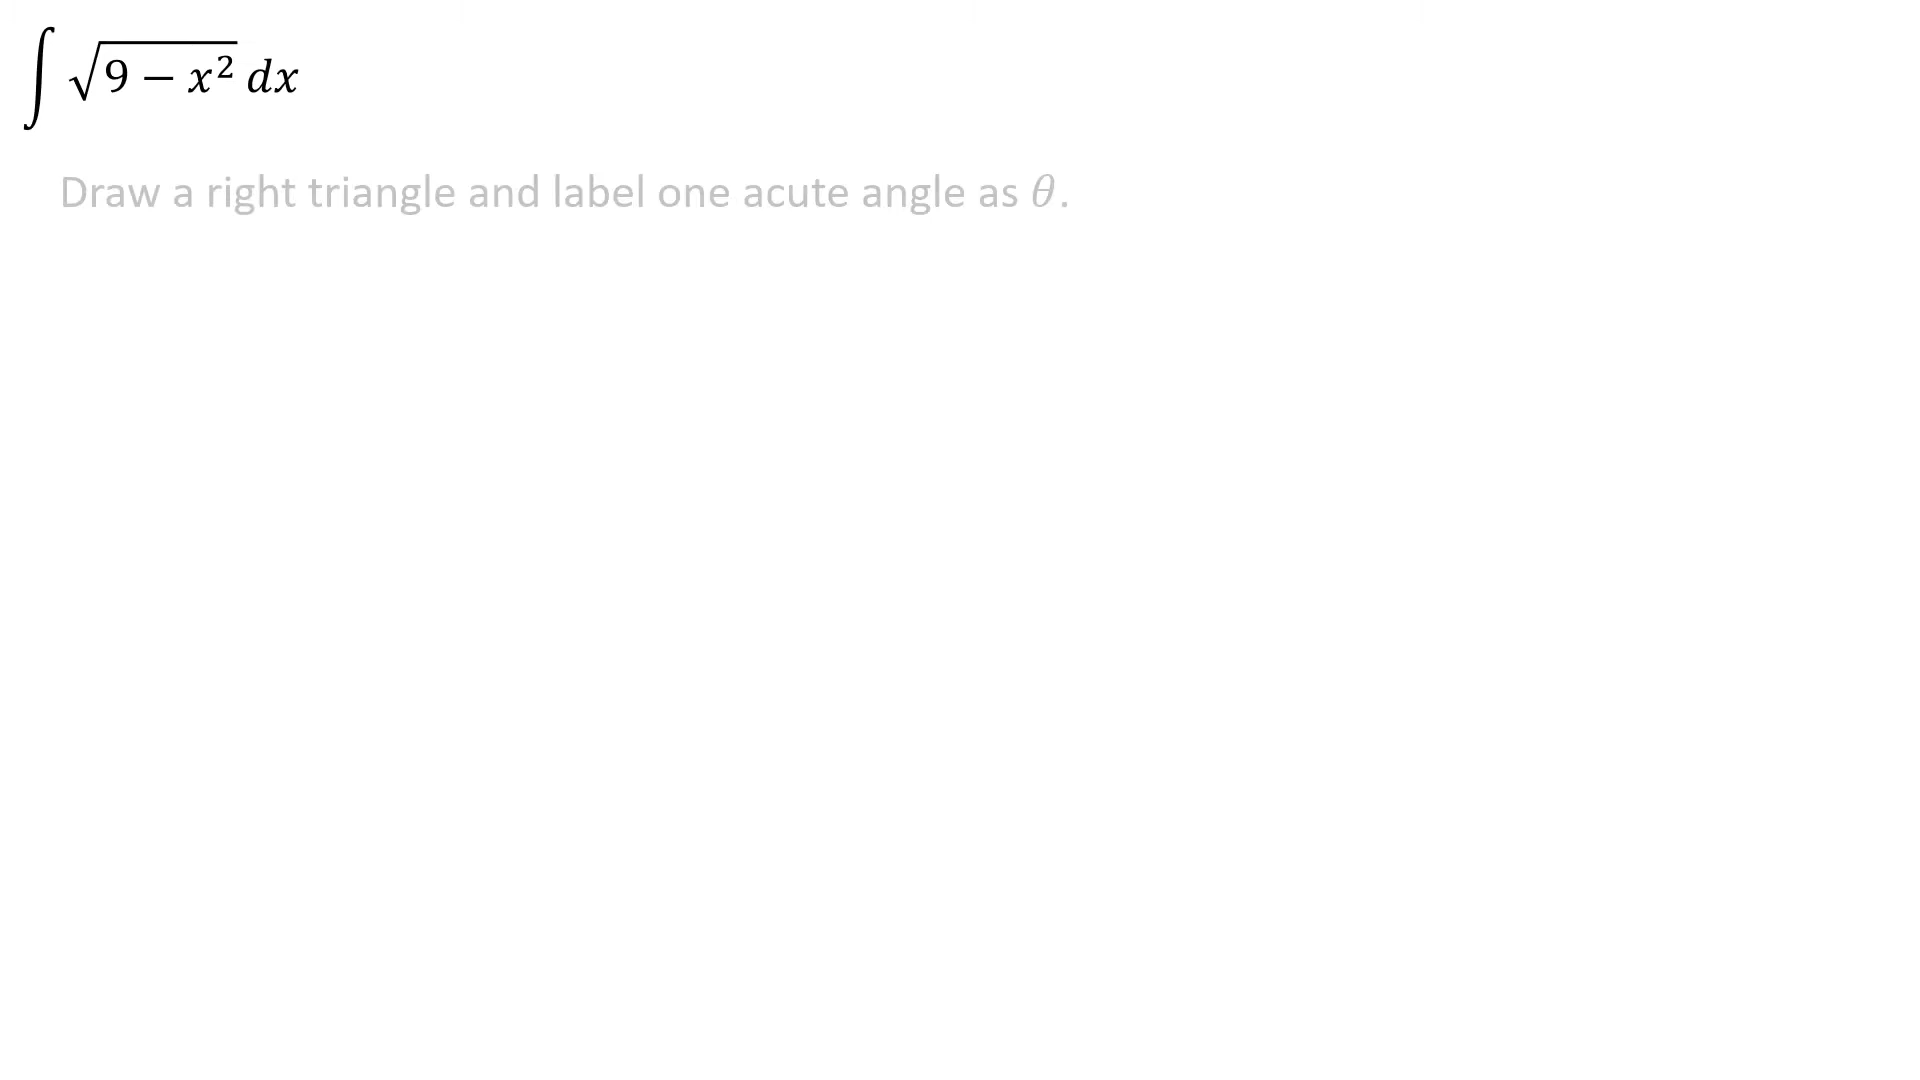 ∫ √(9 − x²) dx
Draw a right triangle and label one acute angle as θ.